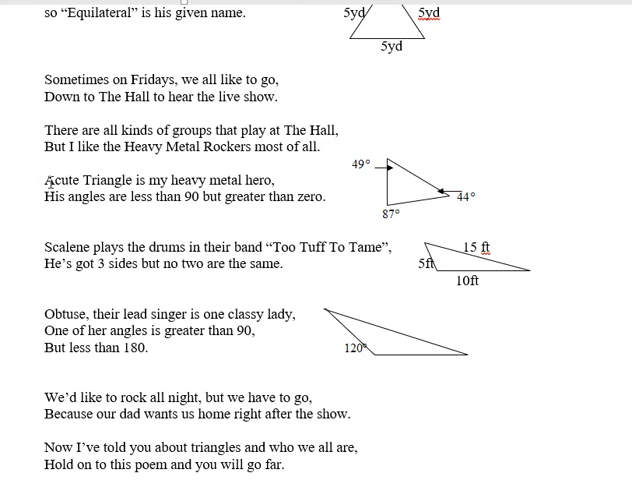 so “Equilateral” is his given name.
5yd 5yd
5yd
Sometimes on Fridays, we all like to go,
Down to The Hall to hear the live show.
There are all kinds of groups that play at The Hall,
But I like the Heavy Metal Rockers most of all.
49°
Acute Triangle is my heavy metal hero,
His angles are less than 90 but greater than zero.
44°
87°
Scalene plays the drums in their band “Too Tuff To Tame”,
15 ft
He’s got 3 sides but no two are the same.
5ft
10ft
Obtuse, their lead singer is one classy lady,
One of her angles is greater than 90,
But less than 180.
120°
We’d like to rock all night, but we have to go,
Because our dad wants us home right after the show.
Now I’ve told you about triangles and who we all are,
Hold on to this poem and you will go far.